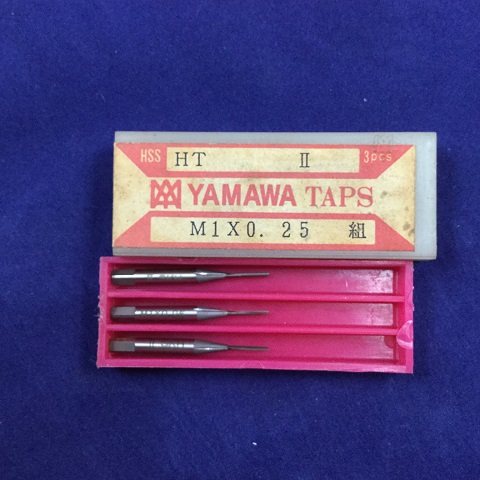 HSS HT II 3pcs
YAMAWA TAPS
M1X0.25 組